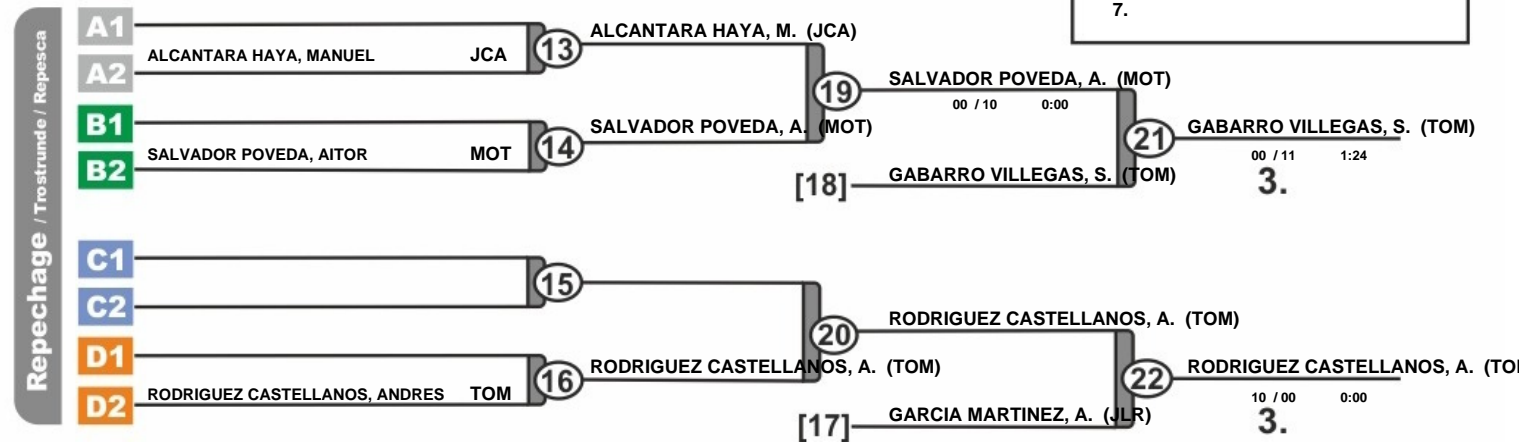 7.
Repechage / Trostrunde / Repesca
A1
ALCANTARA HAYA, MANUEL JCA
A2
13
ALCANTARA HAYA, M. (JCA)
B1
SALVADOR POVEDA, AITOR MOT
B2
14
SALVADOR POVEDA, A. (MOT)
19
SALVADOR POVEDA, A. (MOT)
00 / 10 0:00
[18]
GABARRO VILLEGAS, S. (TOM)
21
GABARRO VILLEGAS, S. (TOM)
00 / 11 1:24
3.
C1
C2
15
D1
RODRIGUEZ CASTELLANOS, ANDRES TOM
D2
16
RODRIGUEZ CASTELLANOS, A. (TOM)
20
RODRIGUEZ CASTELLANOS, A. (TOM)
[17]
GARCIA MARTINEZ, A. (JLR)
22
RODRIGUEZ CASTELLANOS, A. (TO
10 / 00 0:00
3.